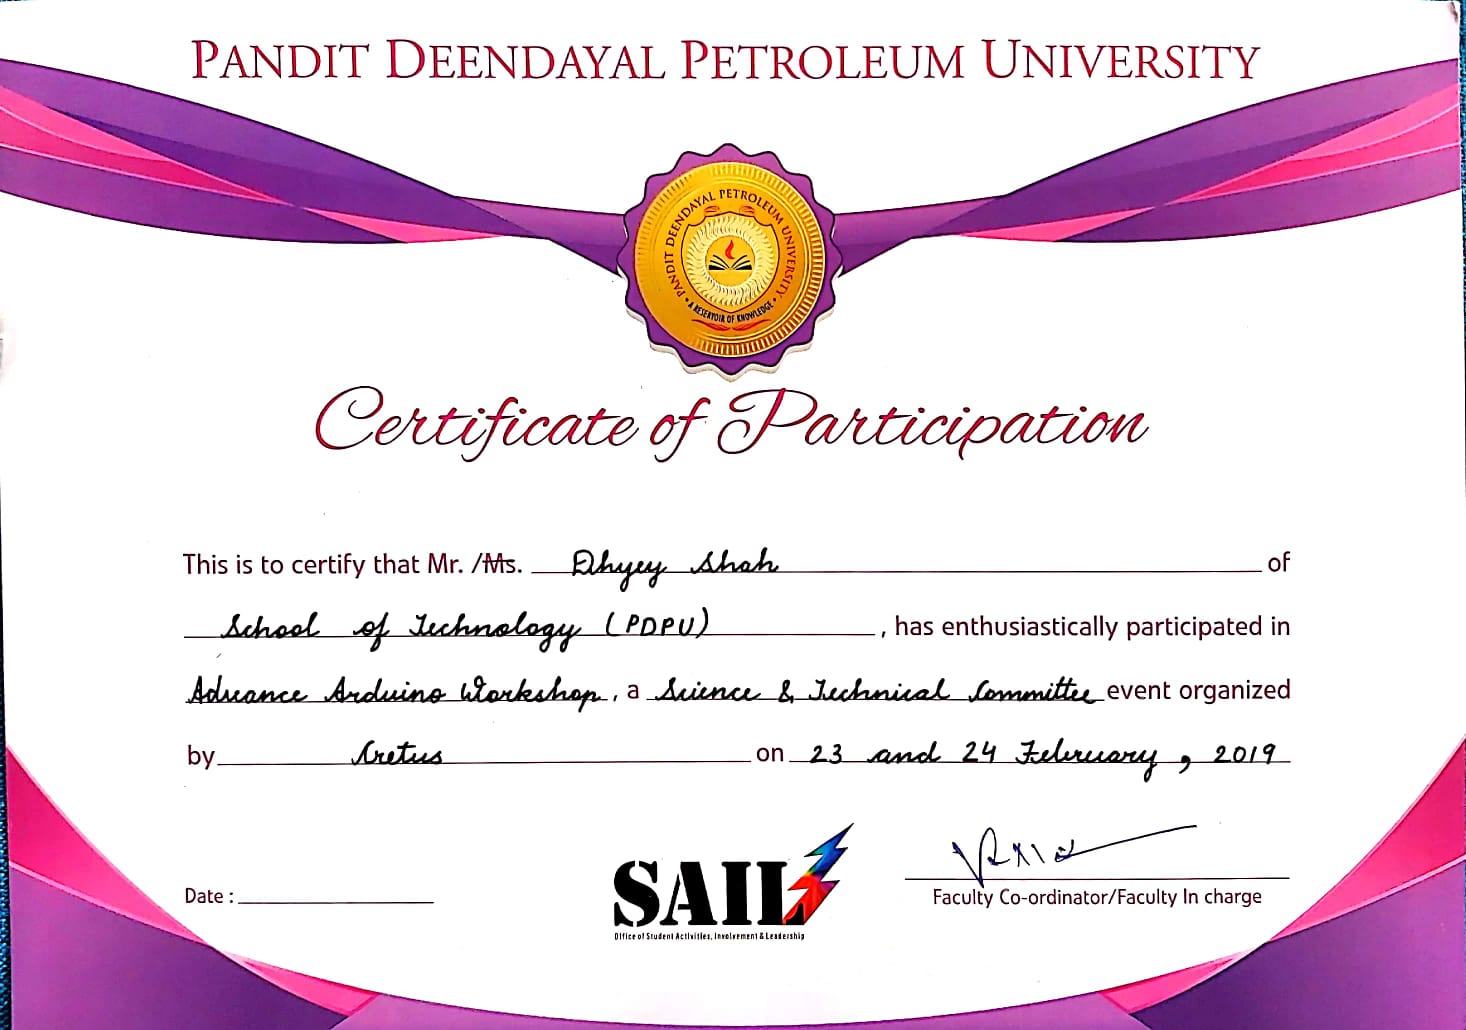 PANDIT DEENDAYAL PETROLEUM UNIVERSITY
PANDIT DEENDAYAL PETROLEUM UNIVERSITY
• A RESERVOIR OF KNOWLEDGE •
Certificate of Participation
This is to certify that Mr. /Ms. Dhyey Shah of
School of Technology (PDPU) , has enthusiastically participated in
Advance Arduino Workshop , a Science & Technical Committee event organized
by Cretus on 23 and 24 February , 2019
Date :
SAIL
Office of Student Activities, Involvement & Leadership
Faculty Co-ordinator/Faculty In charge